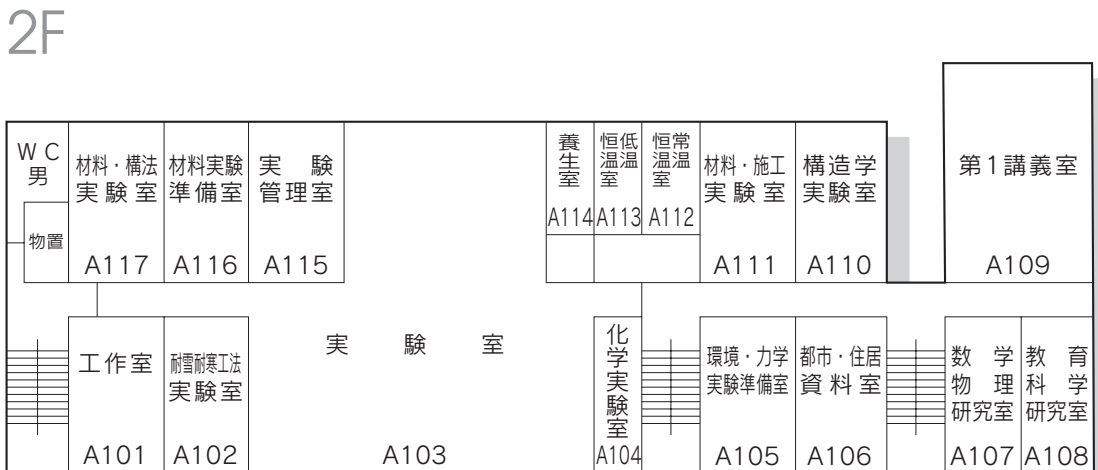 2F
WC
男
物置
材料・構法
実験室
A117
材料実験
準備室
A116
実験
管理室
A115
養生室
A114
恒低
温温
室
A113
恒常
温温
室
A112
材料・施工
実験室
A111
構造学
実験室
A110
第1講義室
A109
工作室
A101
耐雪耐寒工法
実験室
A102
実験室
A103
化学実験室
A104
環境・力学
実験準備室
A105
都市・住居
資料室
A106
数学
物理
研究室
A107
教育
科学
研究室
A108